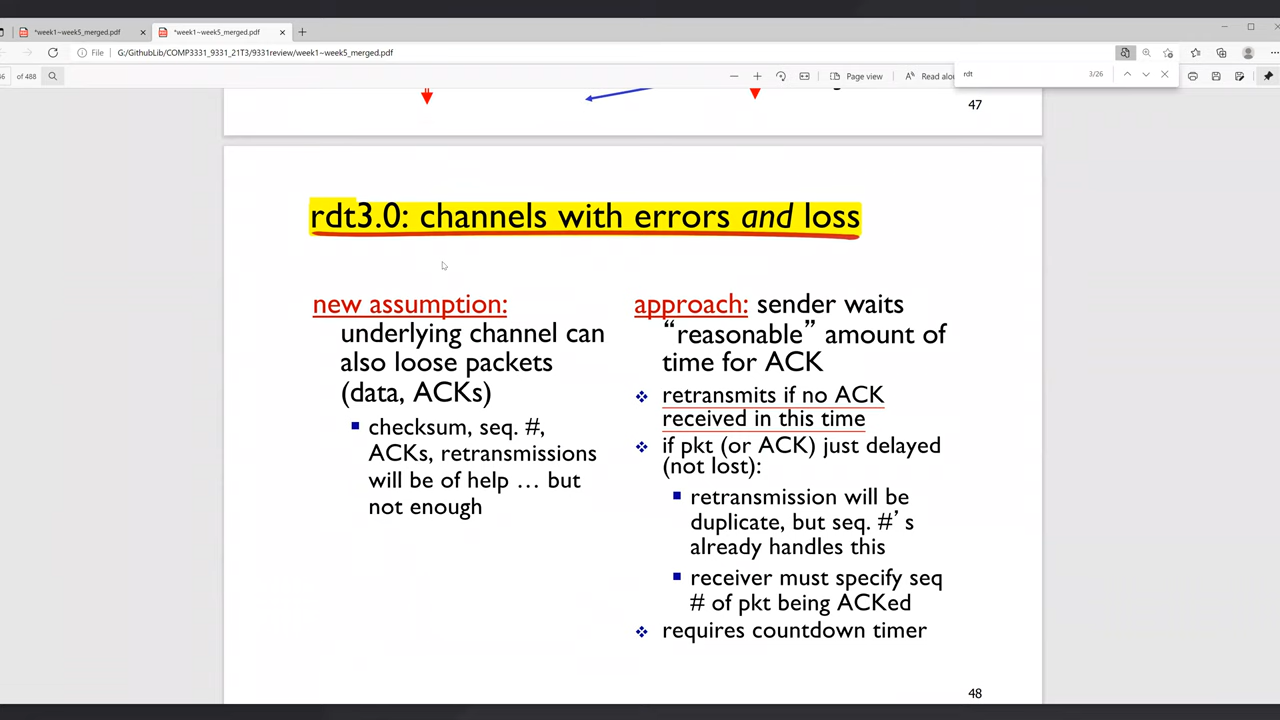 *week1~week5_merged.pdf
*week1~week5_merged.pdf
File
G:/GithubLib/COMP3331_9331_21T3/9331review/week1~week5_merged.pdf
of 488
Page view
Read alou
rdt
3/26
47
rdt3.0: channels with errors and loss
new assumption:
underlying channel can
also loose packets
(data, ACKs)
checksum, seq. #,
ACKs, retransmissions
will be of help … but
not enough
approach: sender waits
“reasonable” amount of
time for ACK
retransmits if no ACK
received in this time
if pkt (or ACK) just delayed
(not lost):
retransmission will be
duplicate, but seq. #’s
already handles this
receiver must specify seq
# of pkt being ACKed
requires countdown timer
48